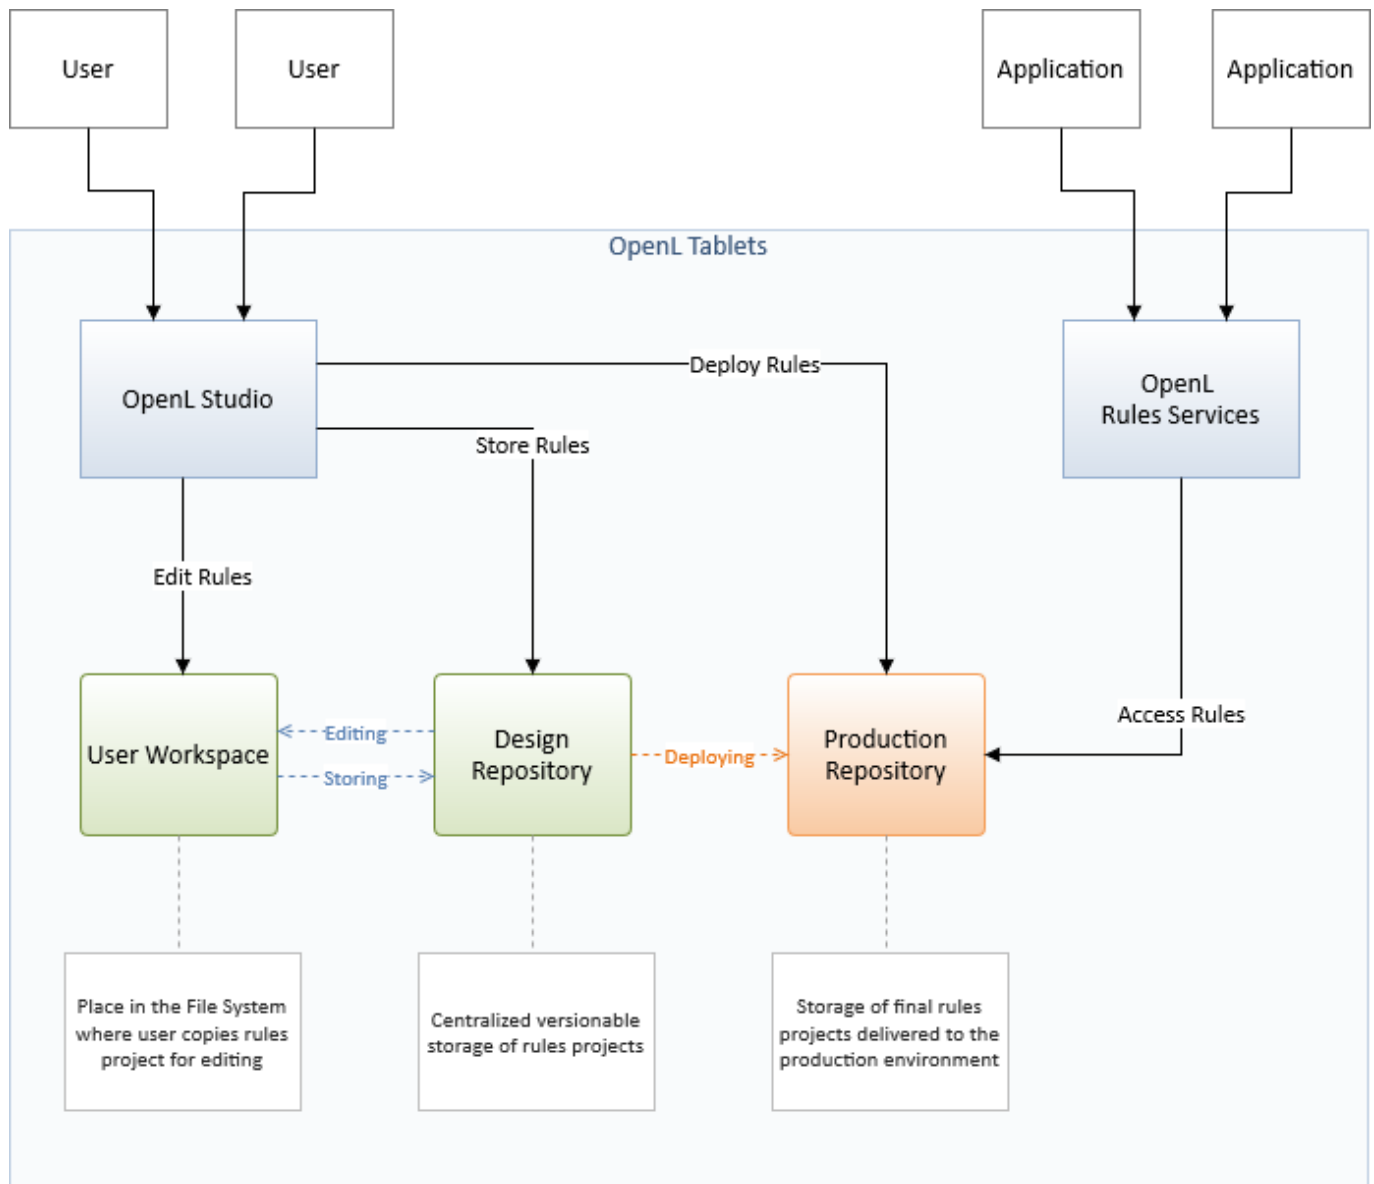 User
User
Application
Application
OpenL Tablets
Deploy Rules
OpenL Studio
OpenL
Rules Services
Store Rules
Edit Rules
Access Rules
User Workspace
Editing
Storing
Design
Repository
Deploying
Production
Repository
Place in the File System
where user copies rules
project for editing
Centralized versionable
storage of rules projects
Storage of final rules
projects delivered to the
production environment